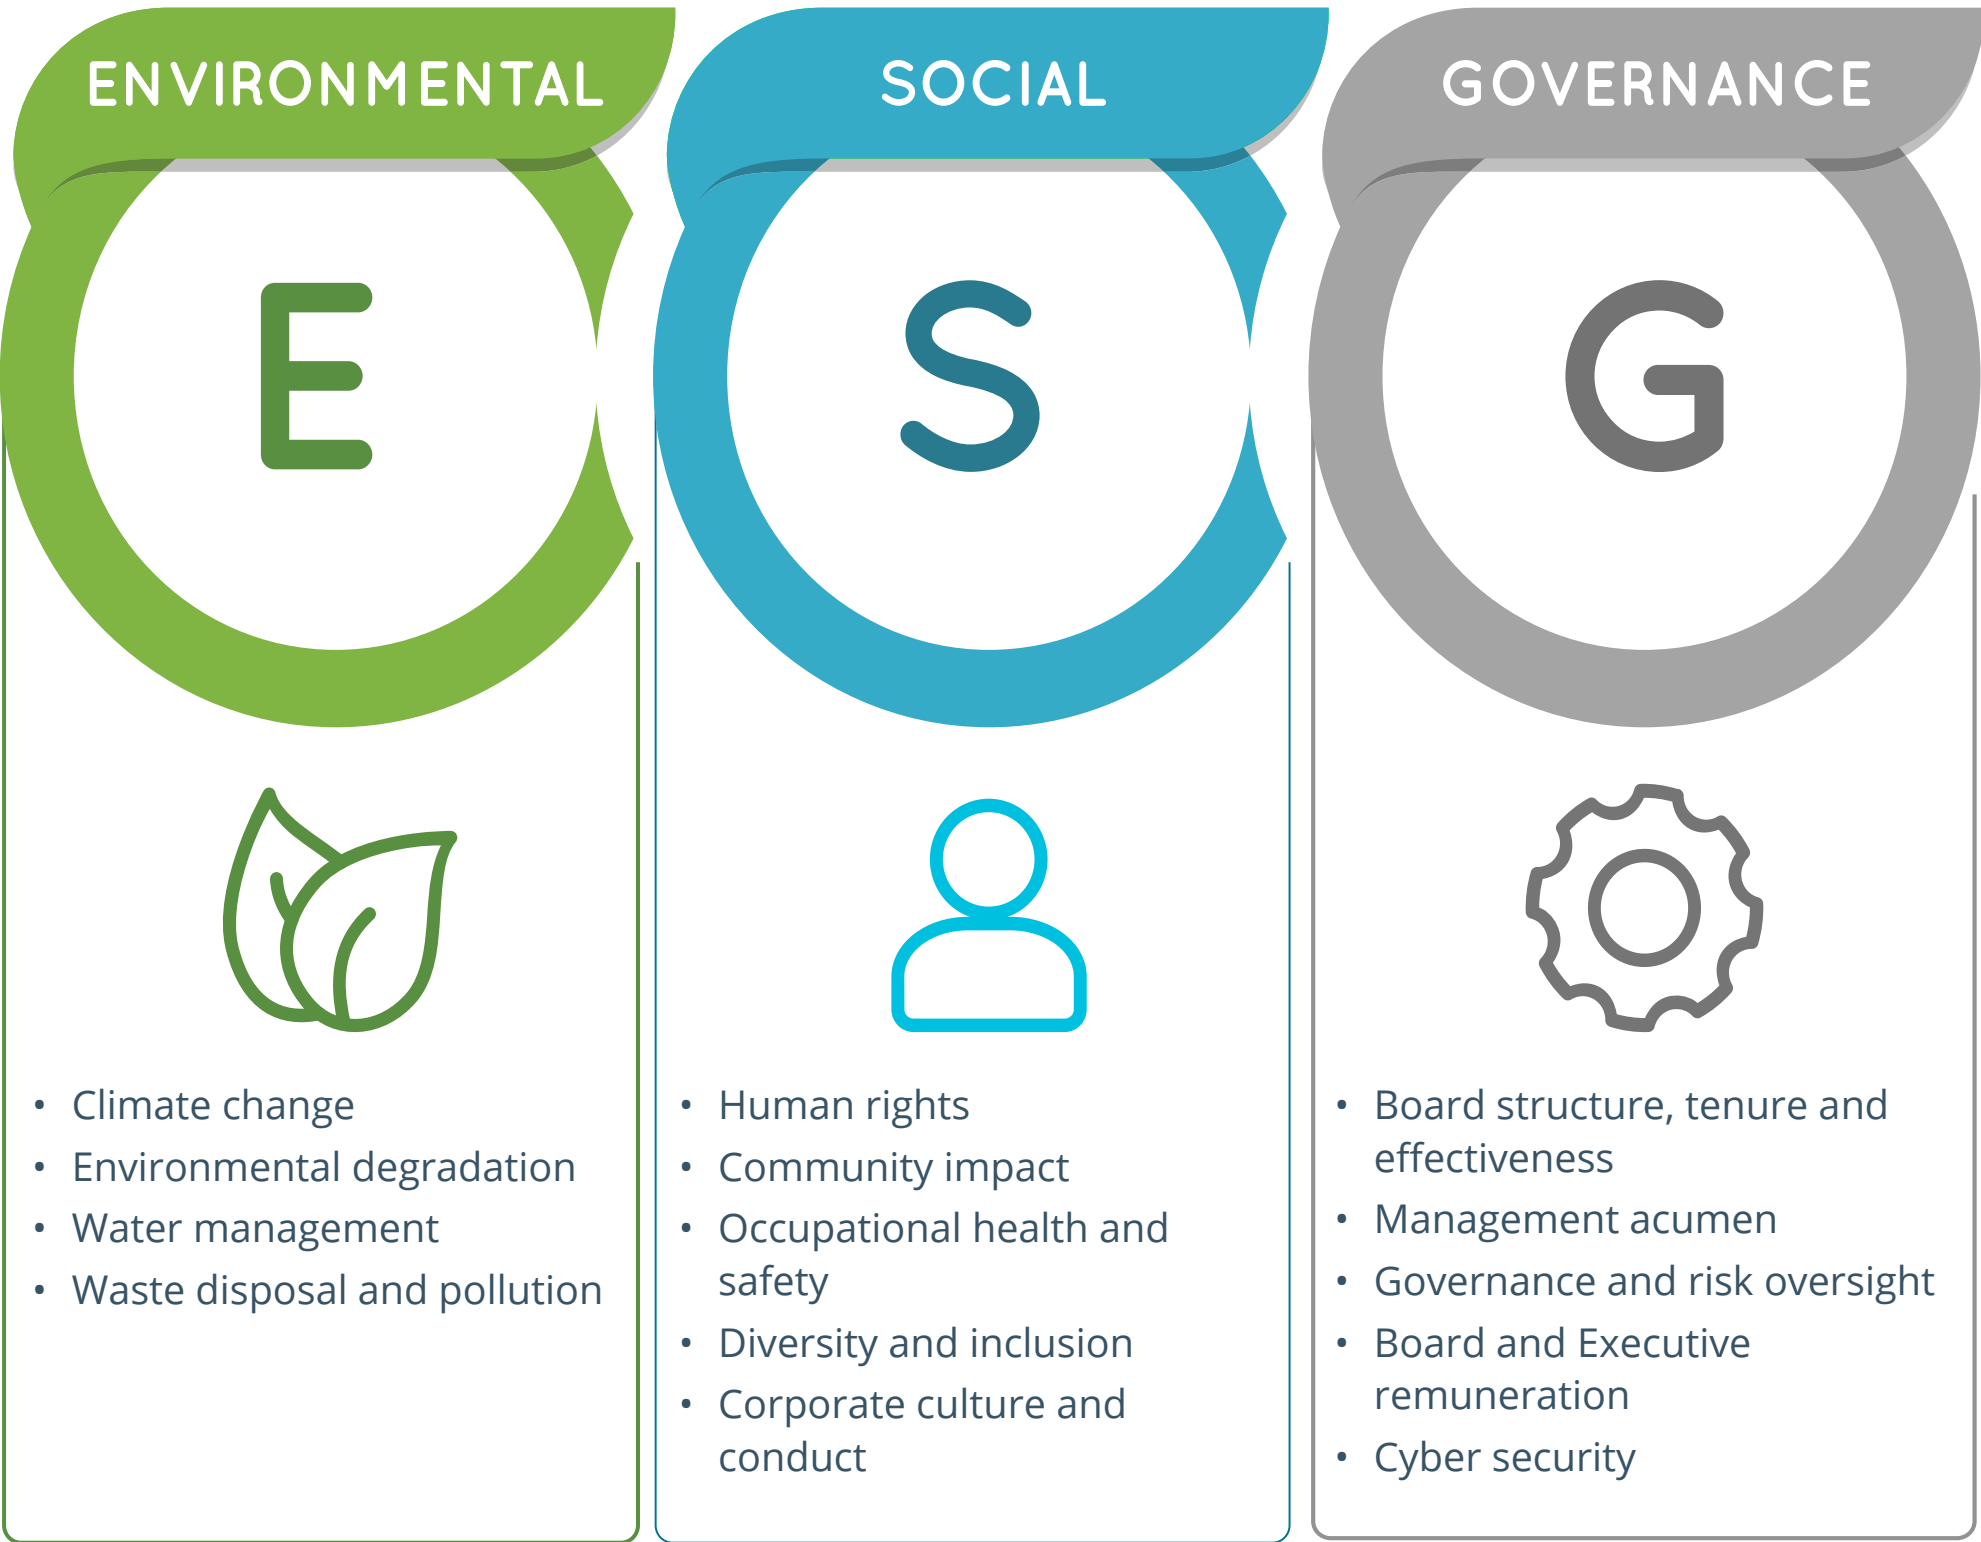 ENVIRONMENTAL
E
• Climate change
• Environmental degradation
• Water management
• Waste disposal and pollution
SOCIAL
S
• Human rights
• Community impact
• Occupational health and
safety
• Diversity and inclusion
• Corporate culture and
conduct
GOVERNANCE
G
• Board structure, tenure and
effectiveness
• Management acumen
• Governance and risk oversight
• Board and Executive
remuneration
• Cyber security